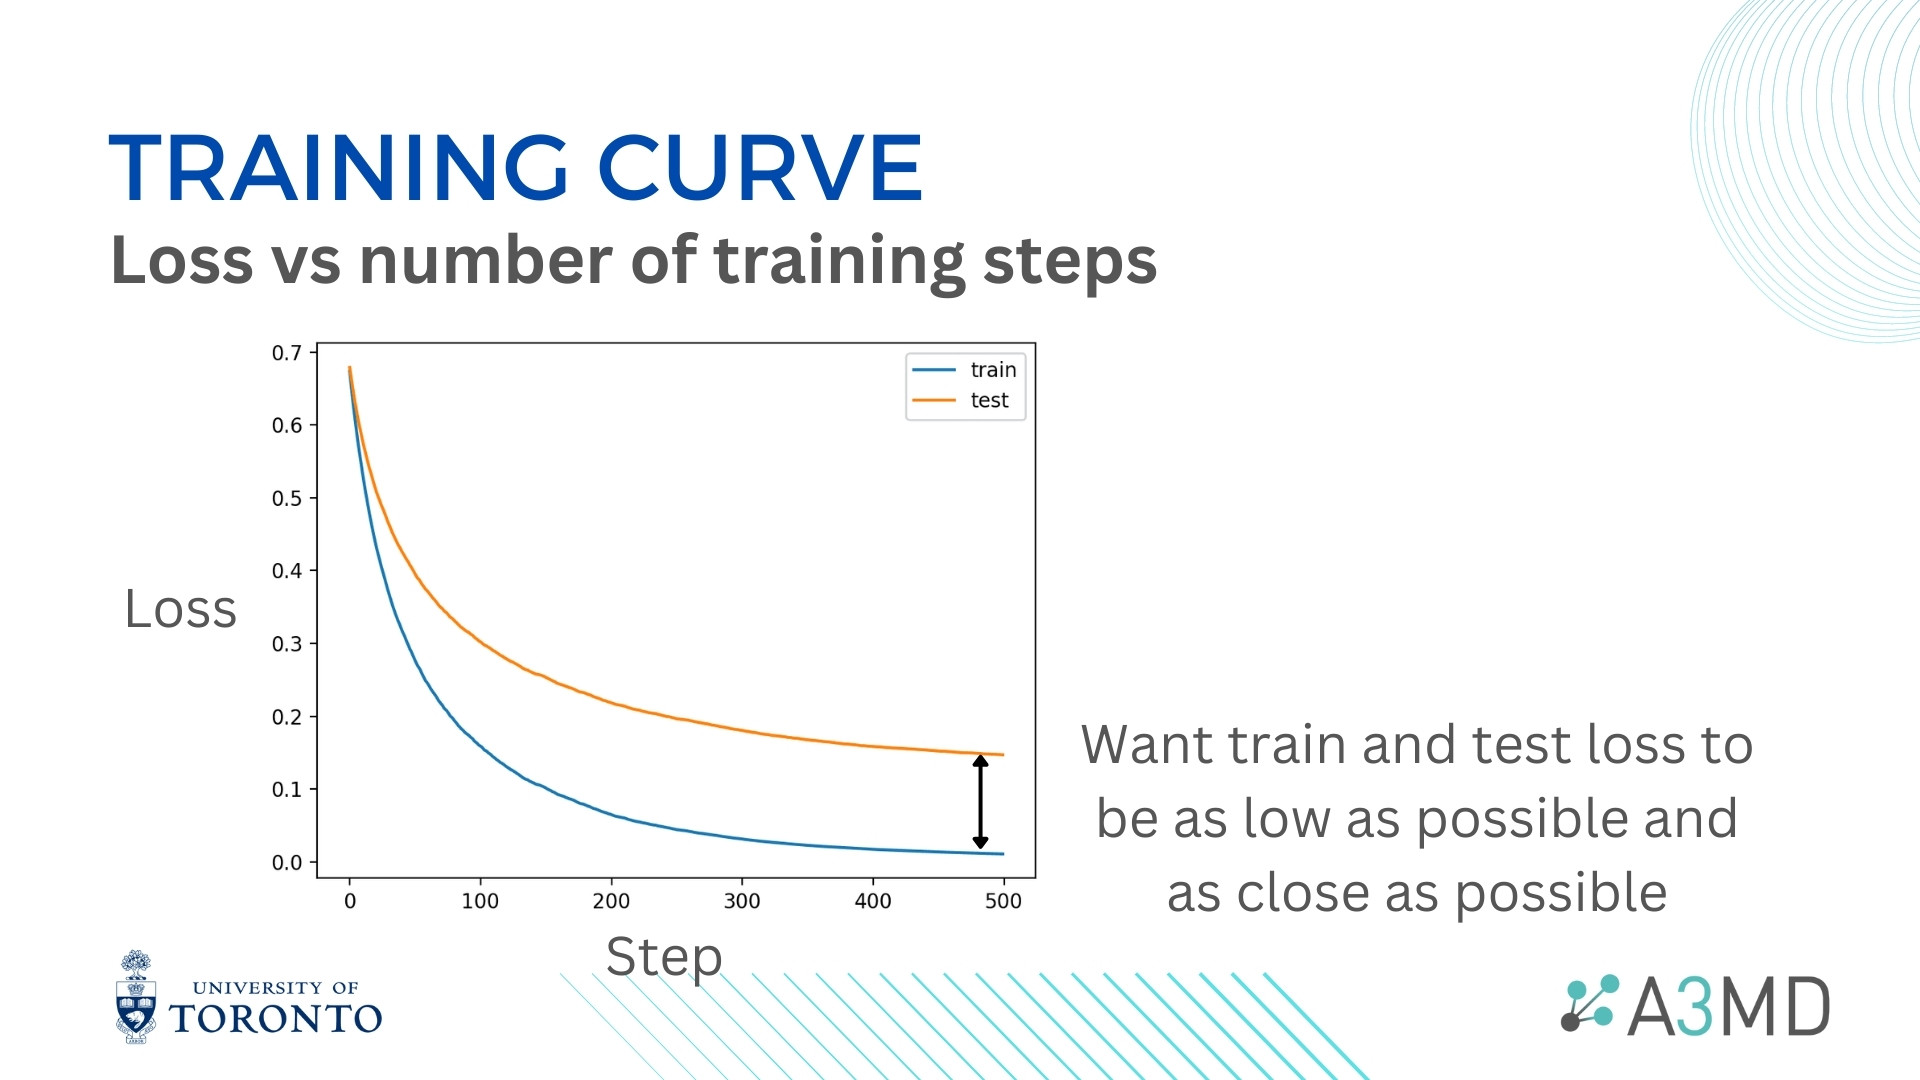 TRAINING CURVE
Loss vs number of training steps
0.7
0.6
0.5
0.4
0.3
0.2
0.1
0.0
train
test
Loss
0 100 200 300 400 500
Step
Want train and test loss to
be as low as possible and
as close as possible
UNIVERSITY OF
TORONTO
A3MD